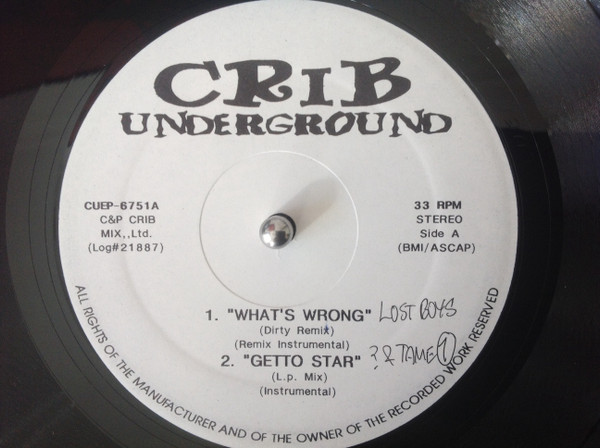 CRIB
UNDERGROUND
CUEP-6751A
C&P CRIB
MIX,,Ltd.
(Log#21887)
33 RPM
STEREO
Side A
(BMI/ASCAP)
1. "WHAT'S WRONG" LOST BOYS
(Dirty Remix)
(Remix Instrumental)
2. "GETTO STAR" ? & TAME 1
(L.p. Mix)
(Instrumental)
ALL RIGHTS OF THE MANUFACTURER AND OF THE OWNER OF THE RECORDED WORK RESERVED